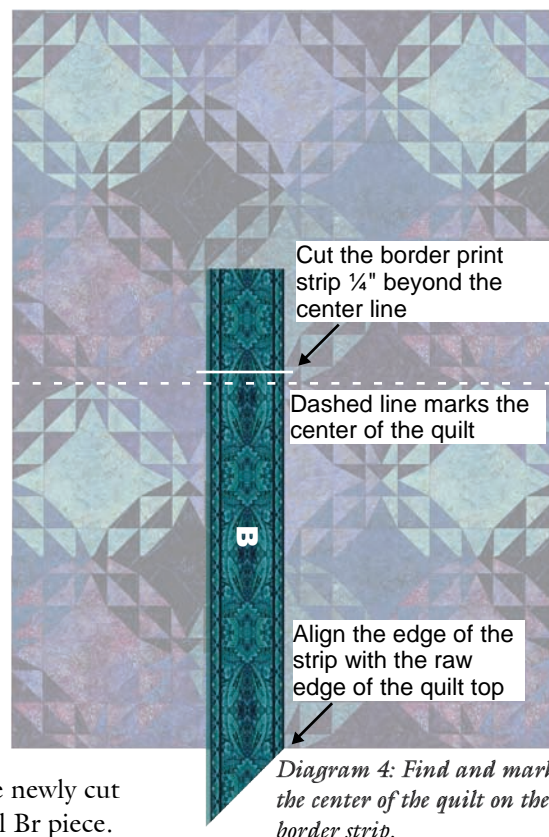 Cut the border print
strip ¼" beyond the
center line
Dashed line marks the
center of the quilt
B
Align the edge of the
strip with the raw
edge of the quilt top
newly cut
Br piece.
Diagram 4: Find and mark
the center of the quilt on the
border strip.